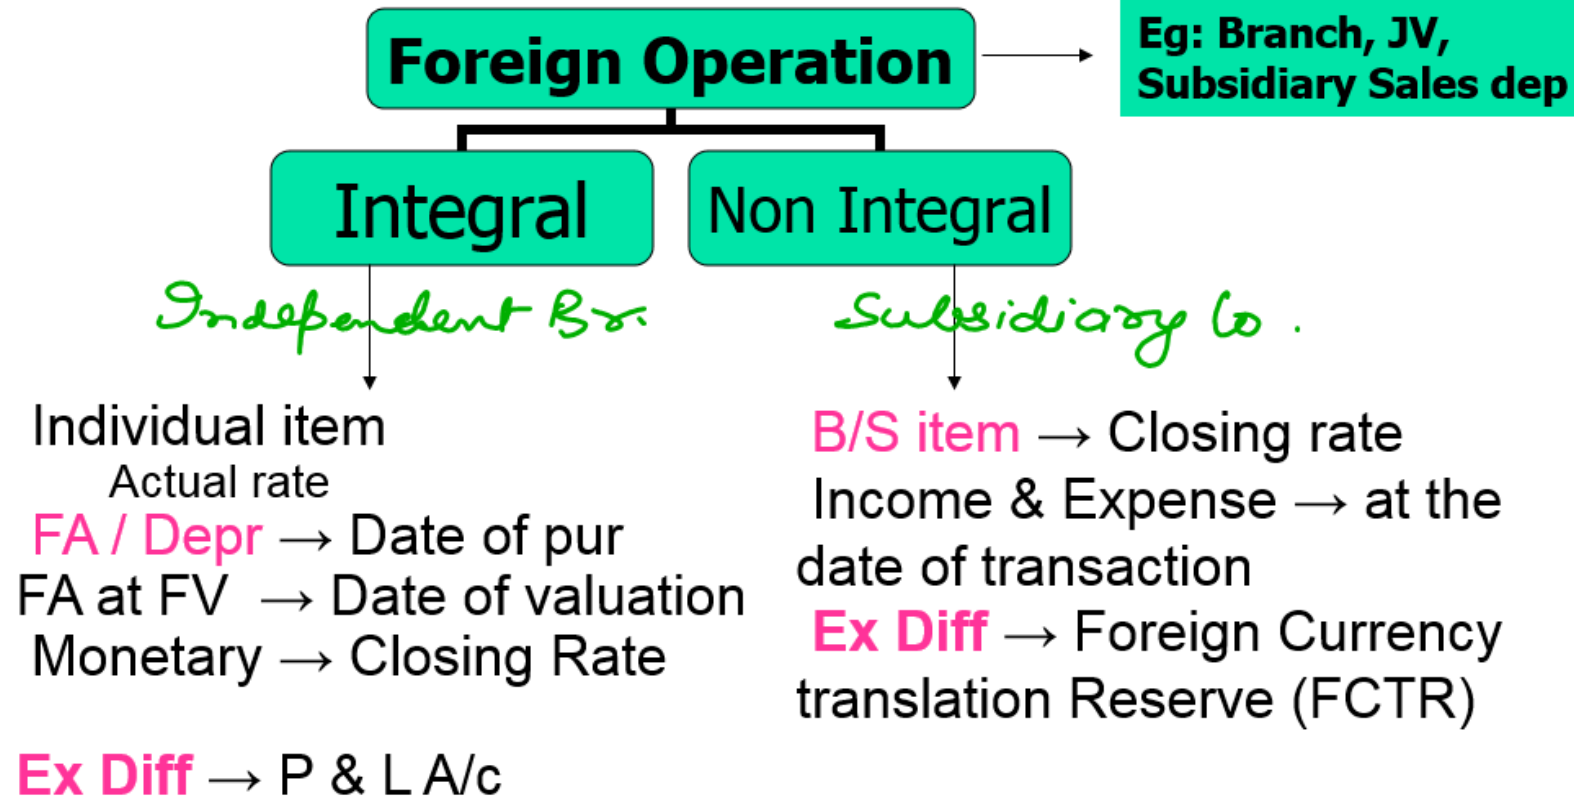 Foreign Operation
Eg: Branch, JV,
Subsidiary Sales dep
Integral
Non Integral
Independent Br.
Subsidiary Co.
Individual item
Actual rate
FA / Depr → Date of pur
FA at FV → Date of valuation
Monetary → Closing Rate
Ex Diff → P & L A/c
B/S item → Closing rate
Income & Expense → at the
date of transaction
Ex Diff → Foreign Currency
translation Reserve (FCTR)